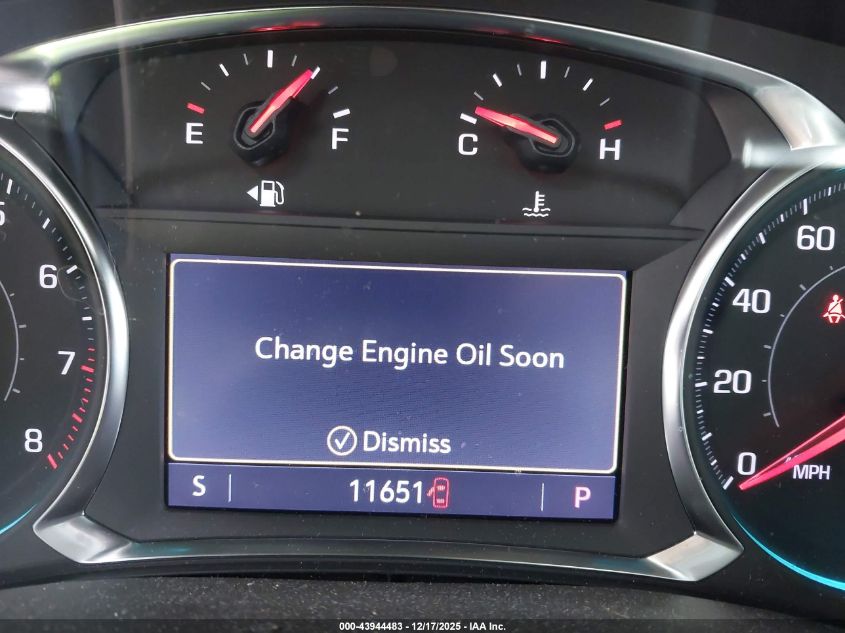 E F
C H
5
6
7
8
60
40
20
0
MPH
Change Engine Oil Soon
Dismiss
S 11651 P
000-43944483 - 12/17/2025 - IAA Inc.